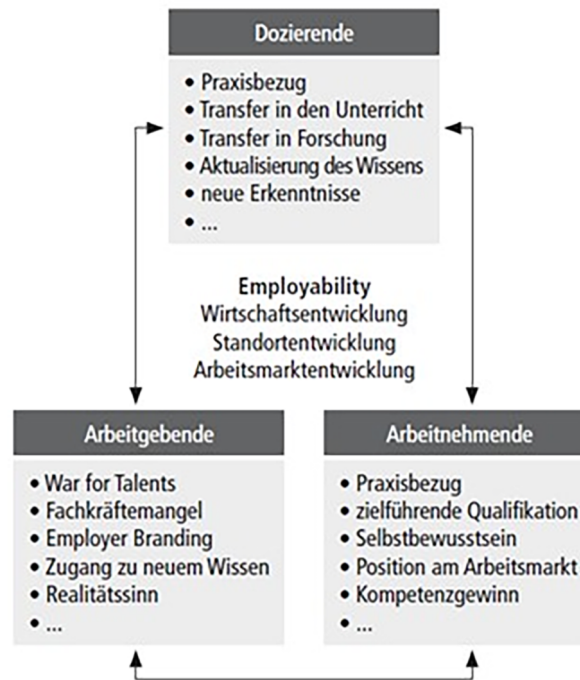 Dozierende
• Praxisbezug
• Transfer in den Unterricht
• Transfer in Forschung
• Aktualisierung des Wissens
• neue Erkenntnisse
• ...
Employability
Wirtschaftsentwicklung
Standortentwicklung
Arbeitsmarktentwicklung
Arbeitgebende
• War for Talents
• Fachkräftemangel
• Employer Branding
• Zugang zu neuem Wissen
• Realitätssinn
• ...
Arbeitnehmende
• Praxisbezug
• zielführende Qualifikation
• Selbstbewusstsein
• Position am Arbeitsmarkt
• Kompetenzgewinn
• ...